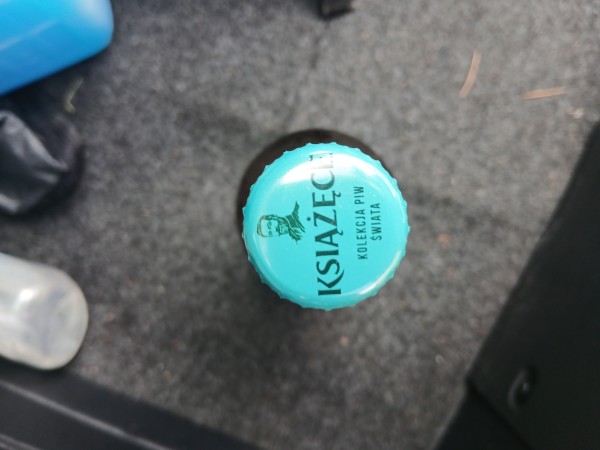 KSIĄŻĘCE
KOLEKCJA PIW
ŚWIATA